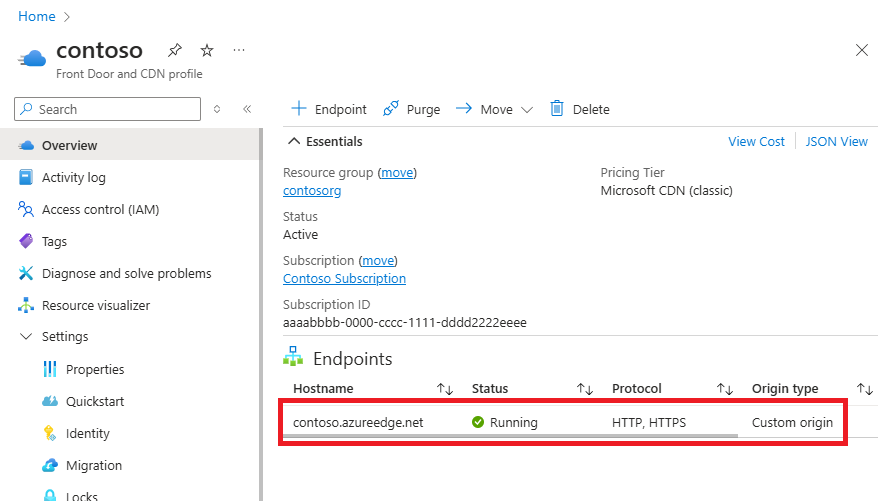 Home
contoso
Front Door and CDN profile
Search
Overview
Activity log
Access control (IAM)
Tags
Diagnose and solve problems
Resource visualizer
Settings
Properties
Quickstart
Identity
Migration
Locks
Endpoint Purge Move Delete
Essentials
View Cost JSON View
Resource group (move)
contosorg
Status
Active
Subscription (move)
Contoso Subscription
Subscription ID
aaaabbbb-0000-cccc-1111-dddd2222eeee
Pricing Tier
Microsoft CDN (classic)
Endpoints
Hostname Status Protocol Origin type
contoso.azureedge.net Running HTTP, HTTPS Custom origin